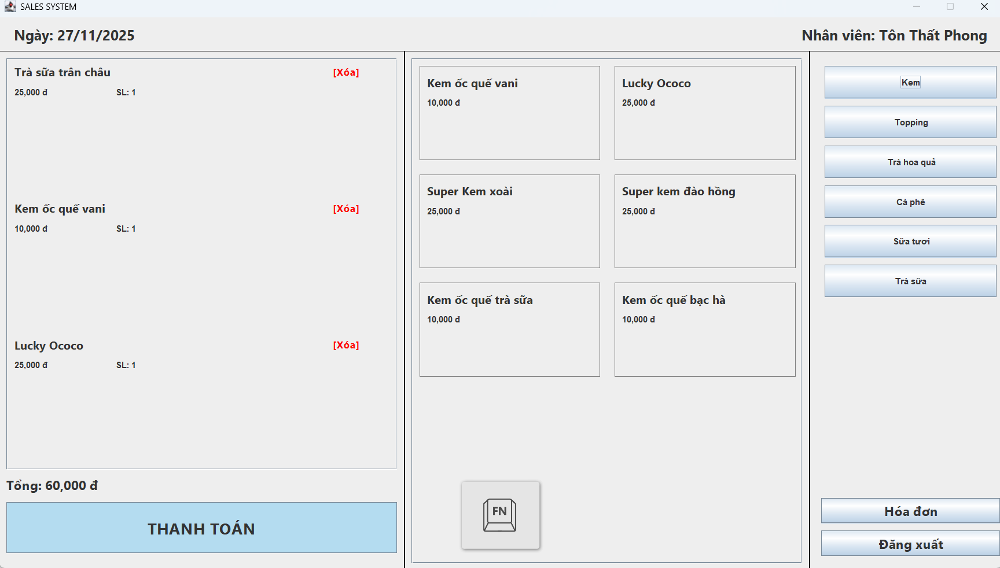 SALES SYSTEM
Ngày: 27/11/2025
Nhân viên: Tôn Thất Phong
Trà sữa trân châu
[Xóa]
25,000 đ
SL: 1
Kem ốc quế vani
[Xóa]
10,000 đ
SL: 1
Lucky Ococo
[Xóa]
25,000 đ
SL: 1
Tổng: 60,000 đ
THANH TOÁN
Kem ốc quế vani
10,000 đ
Lucky Ococo
25,000 đ
Super Kem xoài
25,000 đ
Super kem đào hồng
25,000 đ
Kem ốc quế trà sữa
10,000 đ
Kem ốc quế bạc hà
10,000 đ
FN
Kem
Topping
Trà hoa quả
Cà phê
Sữa tươi
Trà sữa
Hóa đơn
Đăng xuất